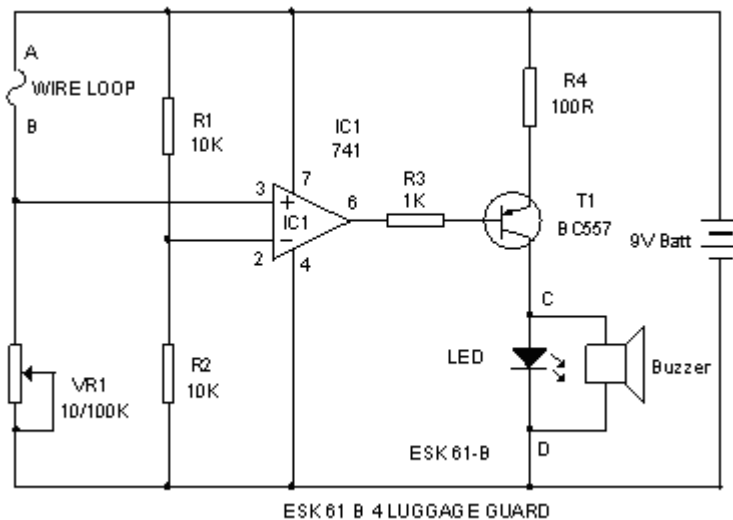 A
WIRE LOOP
B
R1
10K
IC1
741
R4
100R
3
7
+
IC1
−
2
4
6
R3
1K
T1
BC557
9V Batt
C
LED
Buzzer
VR1
10/100K
R2
10K
ESK 61-B
D
ESK 61 B 4 LUGGAGE GUARD